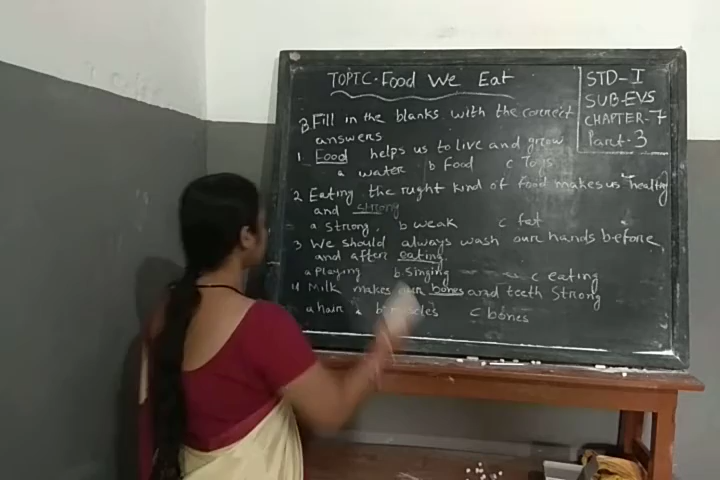 TOPIC. Food We Eat
STD-I
SUB-EVS
CHAPTER-7
Part-3
B. Fill in the blanks with the correct
answers
1 Food helps us to live and grow
a water b Food c Toys
2 Eating the right kind of food makes us healthy
and strong
a strong, b weak c fat
3 We should always wash our hands before
and after eating
a Playing b. Singing c eating
4 Milk makes our bones and teeth strong
a hair b muscles c bones